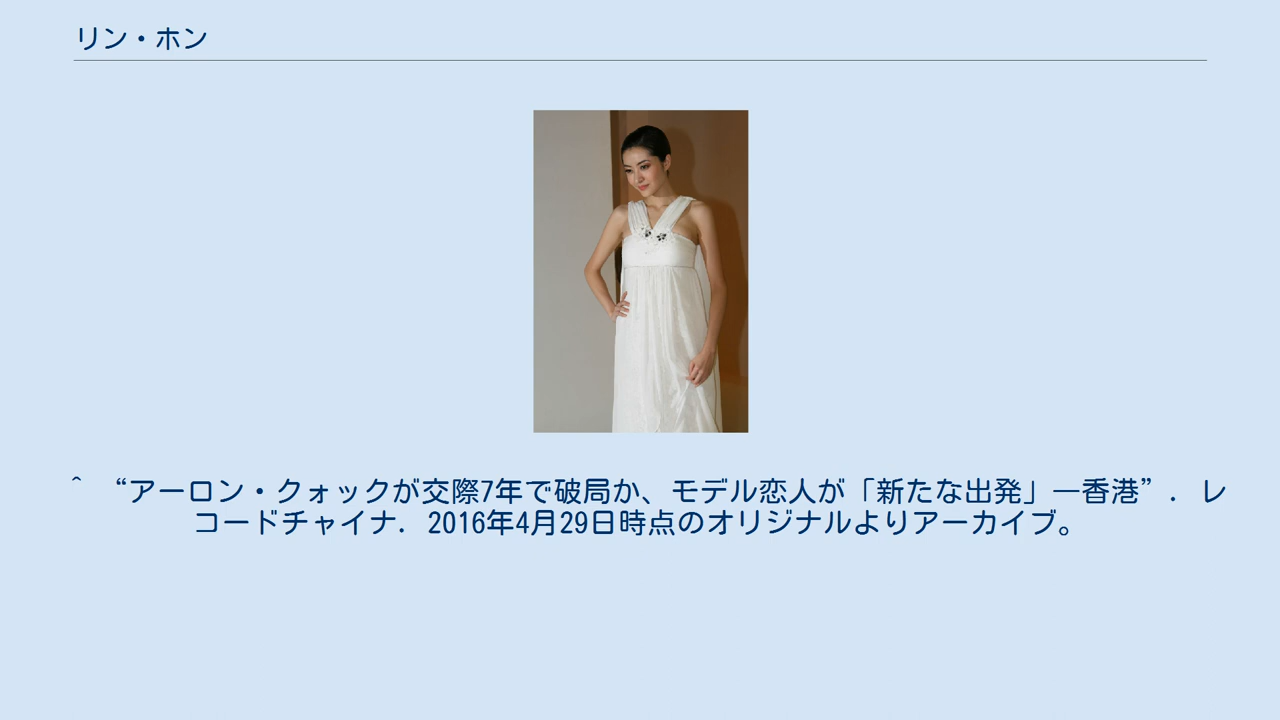 リン・ホン
^ “アーロン・クォックが交際7年で破局か、モデル恋人が「新たな出発」―香港”. レ
コードチャイナ. 2016年4月29日時点のオリジナルよりアーカイブ。